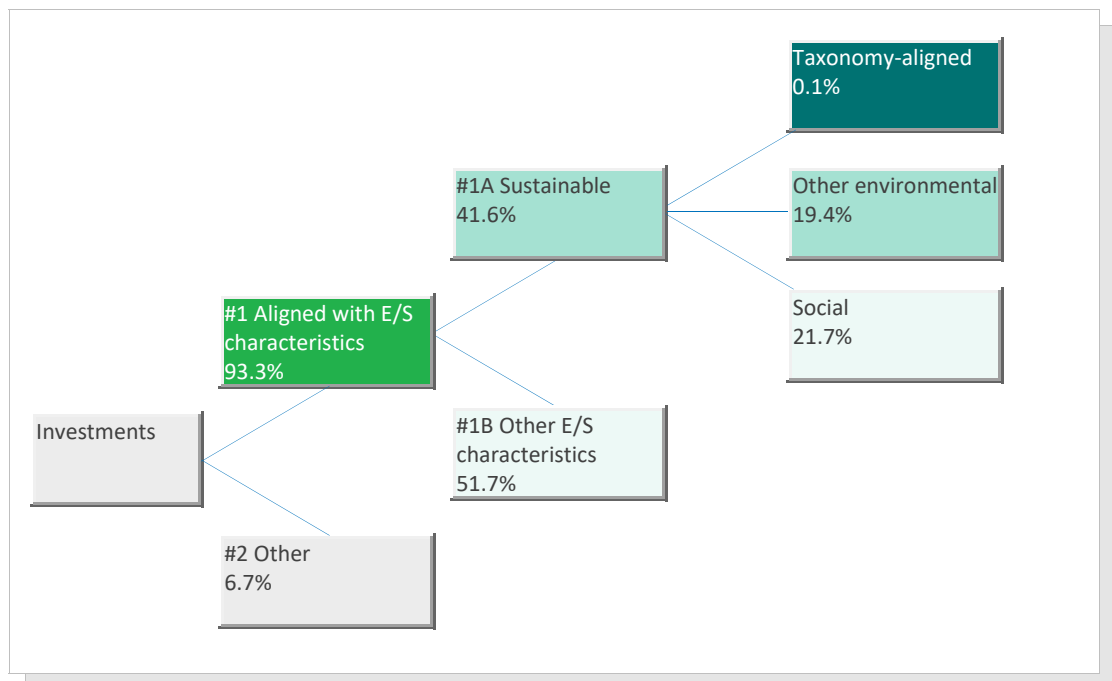 Taxonomy-aligned
0.1%
#1A Sustainable
41.6%
Other environmental
19.4%
#1 Aligned with E/S
characteristics
93.3%
Social
21.7%
Investments
#1B Other E/S
characteristics
51.7%
#2 Other
6.7%